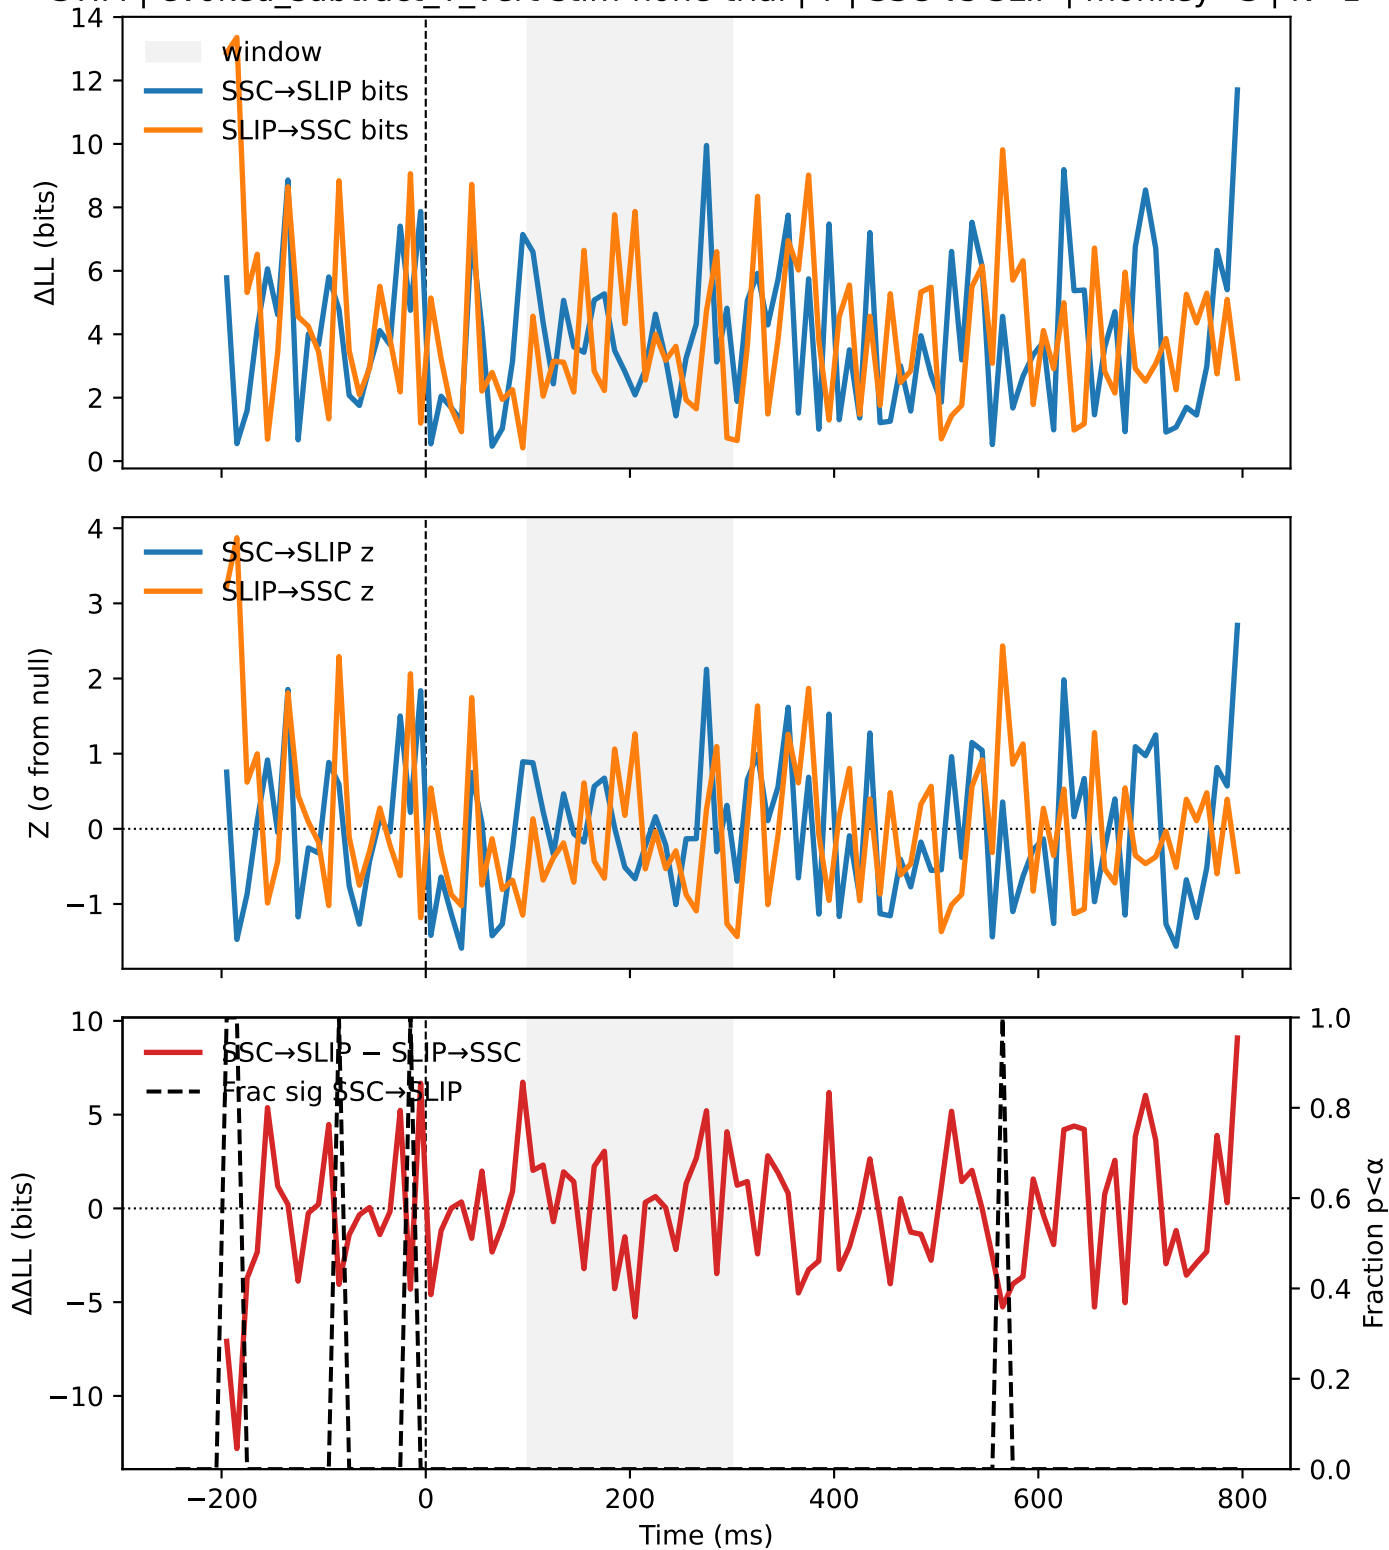 14
12
10
8
6
4
2
0
ΔLL (bits)
window
SSC→SLIP bits
SLIP→SSC bits
4
3
2
1
0
−1
Z (σ from null)
SSC→SLIP z
SLIP→SSC z
10
5
0
−5
−10
ΔΔLL (bits)
SSC→SLIP − SLIP→SSC
Frac sig SSC→SLIP
1.0
0.8
0.6
0.4
0.2
0.0
Fraction p<α
−200
0
200
400
600
800
Time (ms)